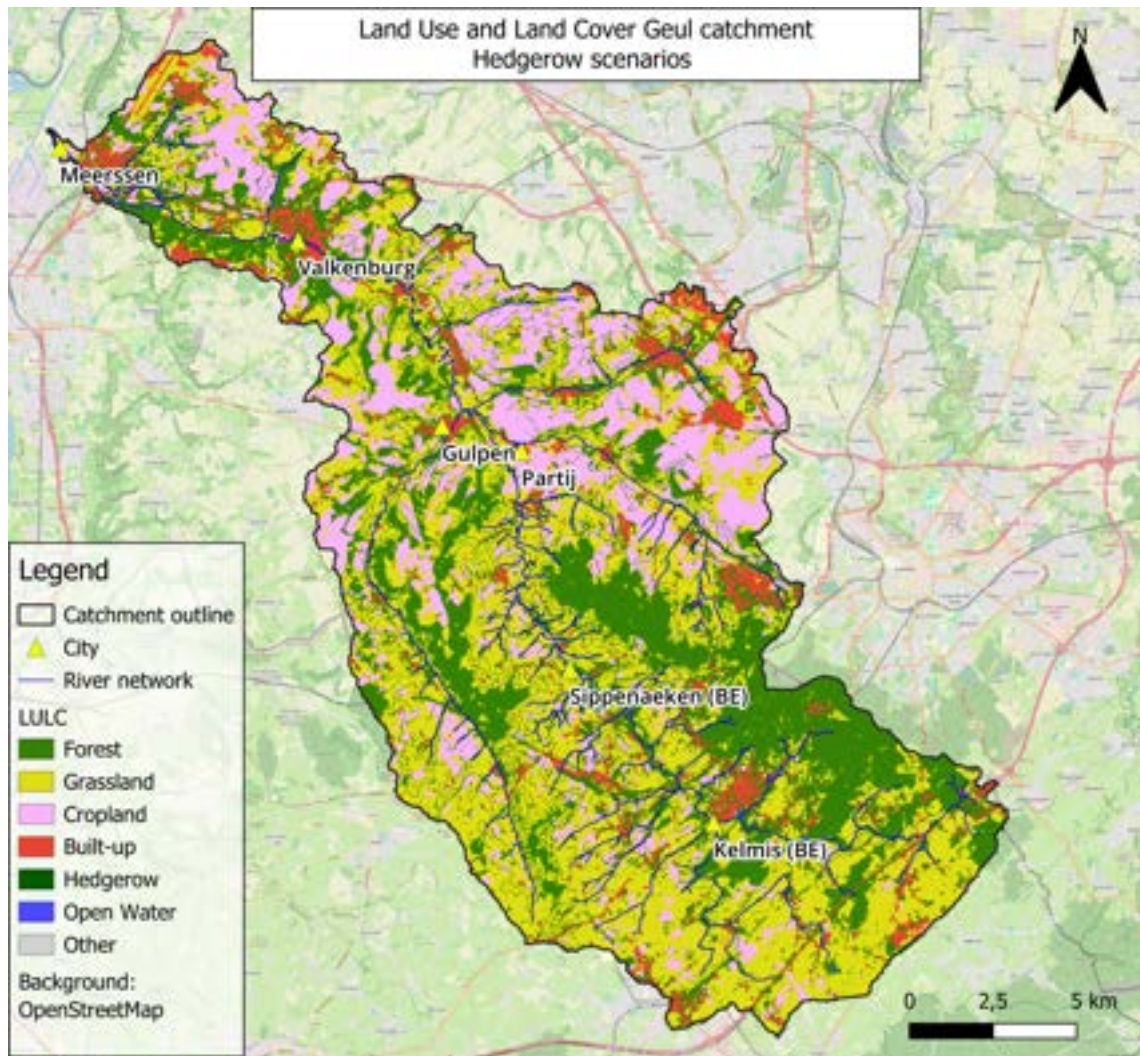 Land Use and Land Cover Geul catchment
Hedgerow scenarios
N
Meerssen
Valkenburg
Gulpen
Partij
Sippenaeken (BE)
Kelmis (BE)
Legend
Catchment outline
City
River network
LULC
Forest
Grassland
Cropland
Built-up
Hedgerow
Open Water
Other
Background:
OpenStreetMap
0 2,5 5 km